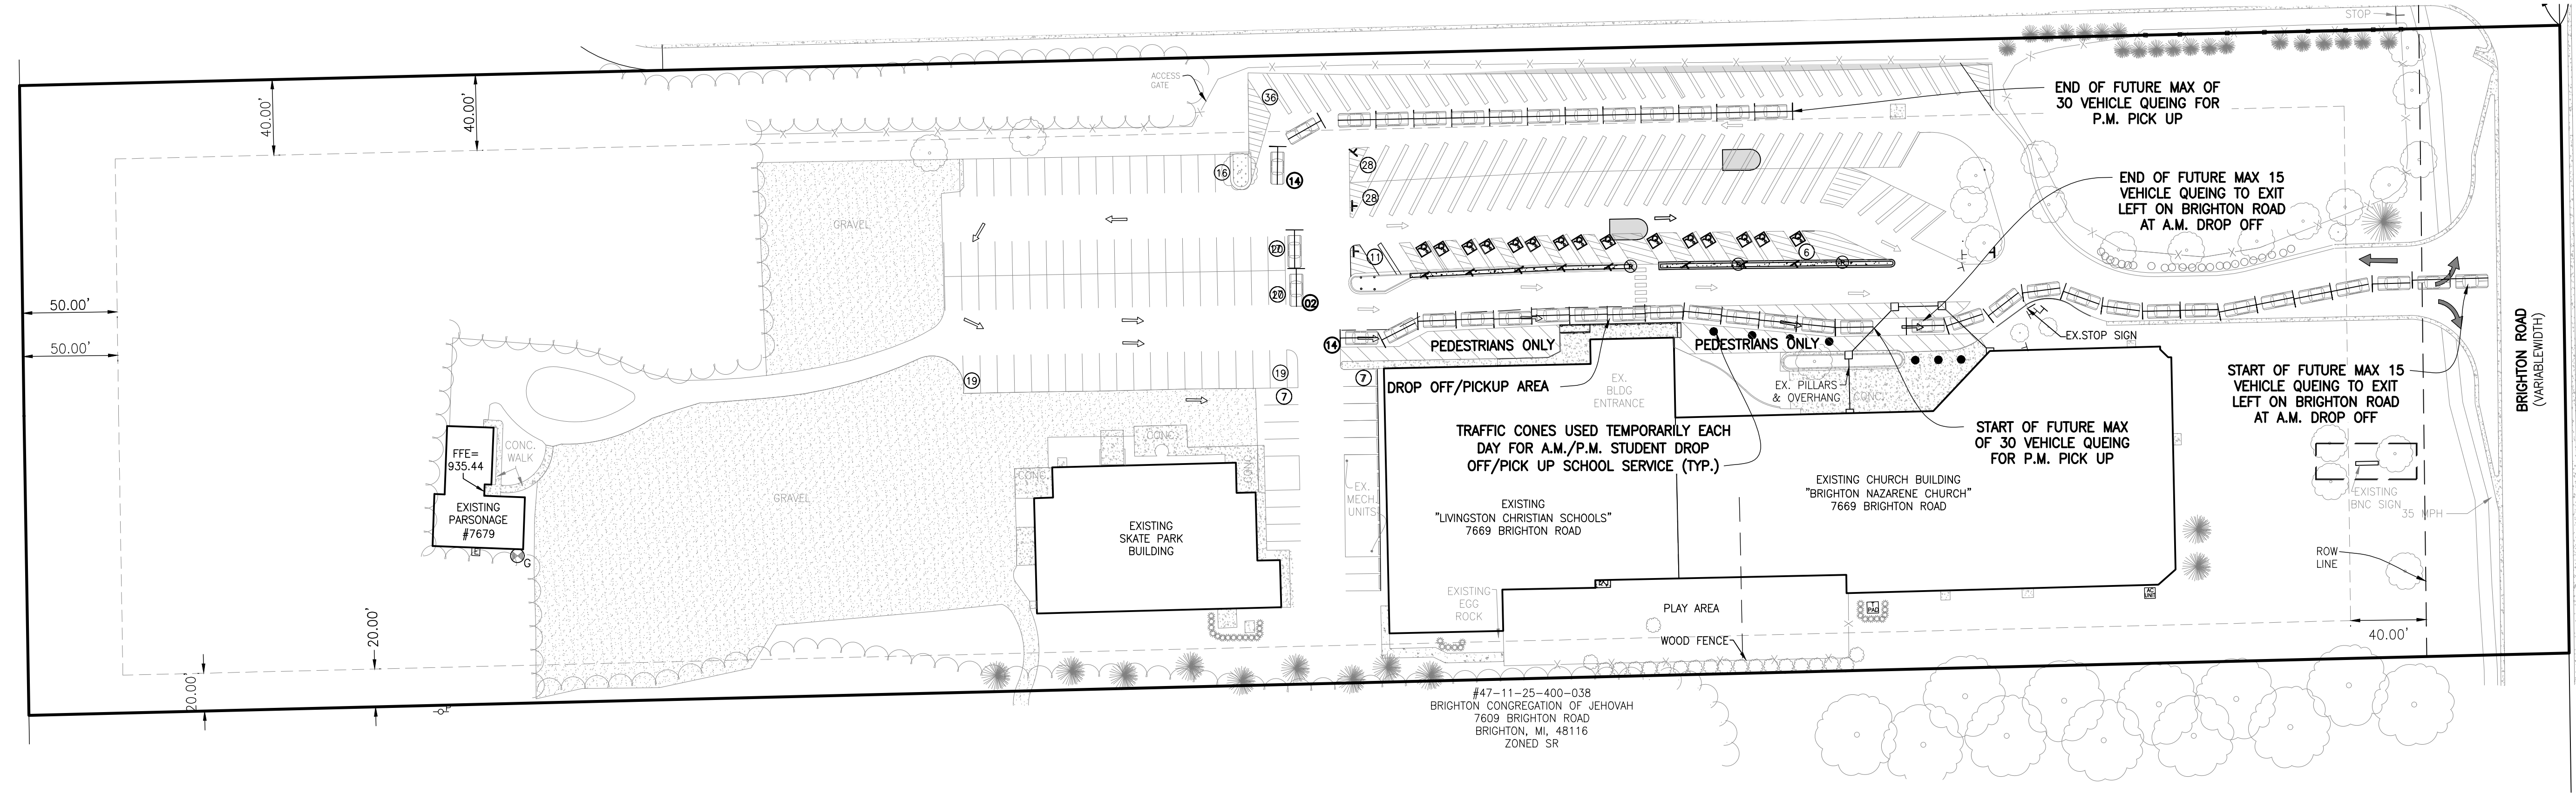 STOP
ACCESS
GATE
40.00'
40.00'
36
END OF FUTURE MAX OF
30 VEHICLE QUEING FOR
P.M. PICK UP
16
14
28
28
END OF FUTURE MAX 15
VEHICLE QUEING TO EXIT
LEFT ON BRIGHTON ROAD
AT A.M. DROP OFF
GRAVEL
11
6
02
50.00'
50.00'
14
PEDESTRIANS ONLY
PEDESTRIANS ONLY
EX.STOP SIGN
BRIGHTON ROAD
(VARIABLEWIDTH)
19
19
7
7
DROP OFF/PICKUP AREA
EX.
BLDG
ENTRANCE
EX. PILLARS
& OVERHANG
CONC.
START OF FUTURE MAX 15
VEHICLE QUEING TO EXIT
LEFT ON BRIGHTON ROAD
AT A.M. DROP OFF
TRAFFIC CONES USED TEMPORARILY EACH
DAY FOR A.M./P.M. STUDENT DROP
OFF/PICK UP SCHOOL SERVICE (TYP.)
START OF FUTURE MAX
OF 30 VEHICLE QUEING
FOR P.M. PICK UP
CONC.
WALK
FFE=
935.44
EXISTING
PARSONAGE
#7679
G
GRAVEL
CONC.
CONC.
CONC.
EXISTING
SKATE PARK
BUILDING
EX.
MECH.
UNITS
EXISTING
"LIVINGSTON CHRISTIAN SCHOOLS"
7669 BRIGHTON ROAD
EXISTING CHURCH BUILDING
"BRIGHTON NAZARENE CHURCH"
7669 BRIGHTON ROAD
EXISTING
BNC SIGN
35 MPH
ROW
LINE
EXISTING
EGG
ROCK
PLAY AREA
WOOD FENCE
T
PAD
AC
UNIT
40.00'
20.00'
20.00'
#47-11-25-400-038
BRIGHTON CONGREGATION OF JEHOVAH
7609 BRIGHTON ROAD
BRIGHTON, MI, 48116
ZONED SR